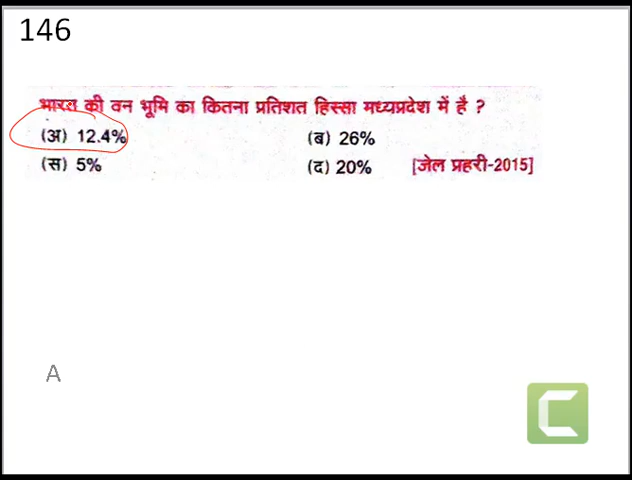 146
भारत की वन भूमि का कितना प्रतिशत हिस्सा मध्यप्रदेश में है ?
(अ) 12.4% (ब) 26%
(स) 5% (द) 20% [जेल प्रहरी-2015]
A